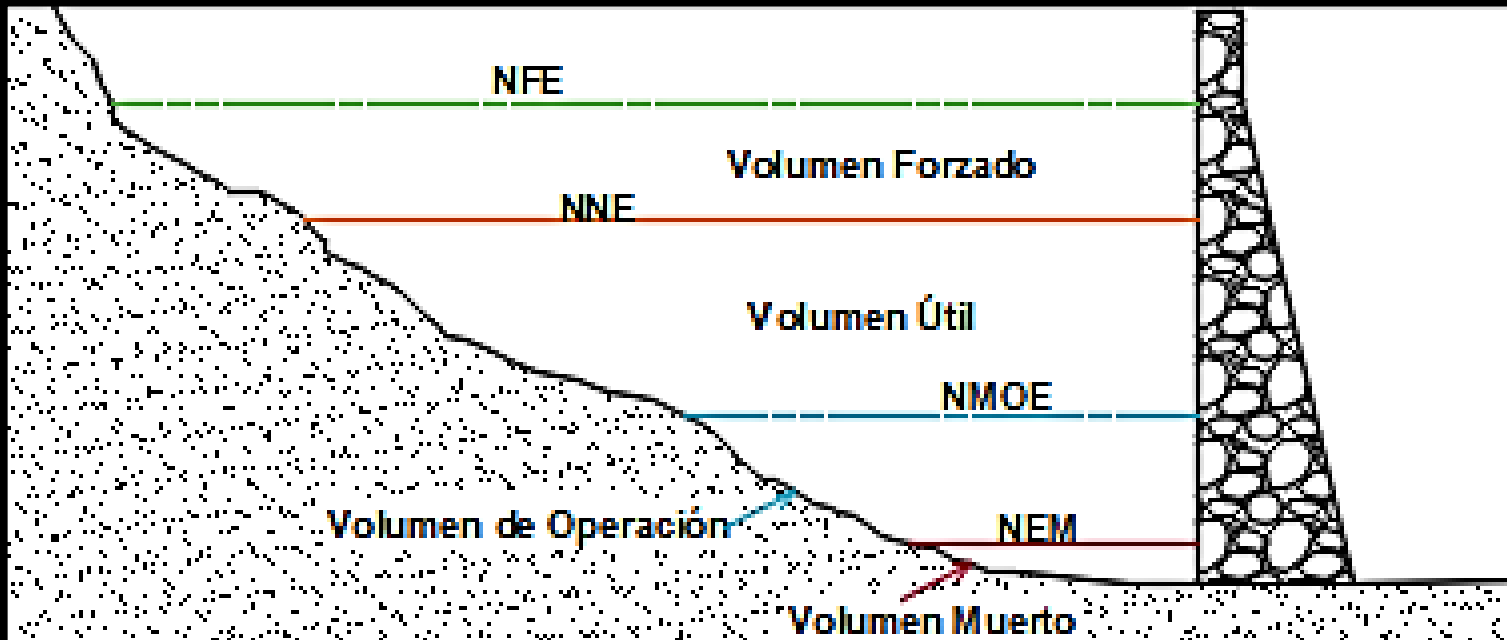 NFE
Volumen Forzado
NNE
Volumen Útil
NMOE
Volumen de Operación
NEM
Volumen Muerto